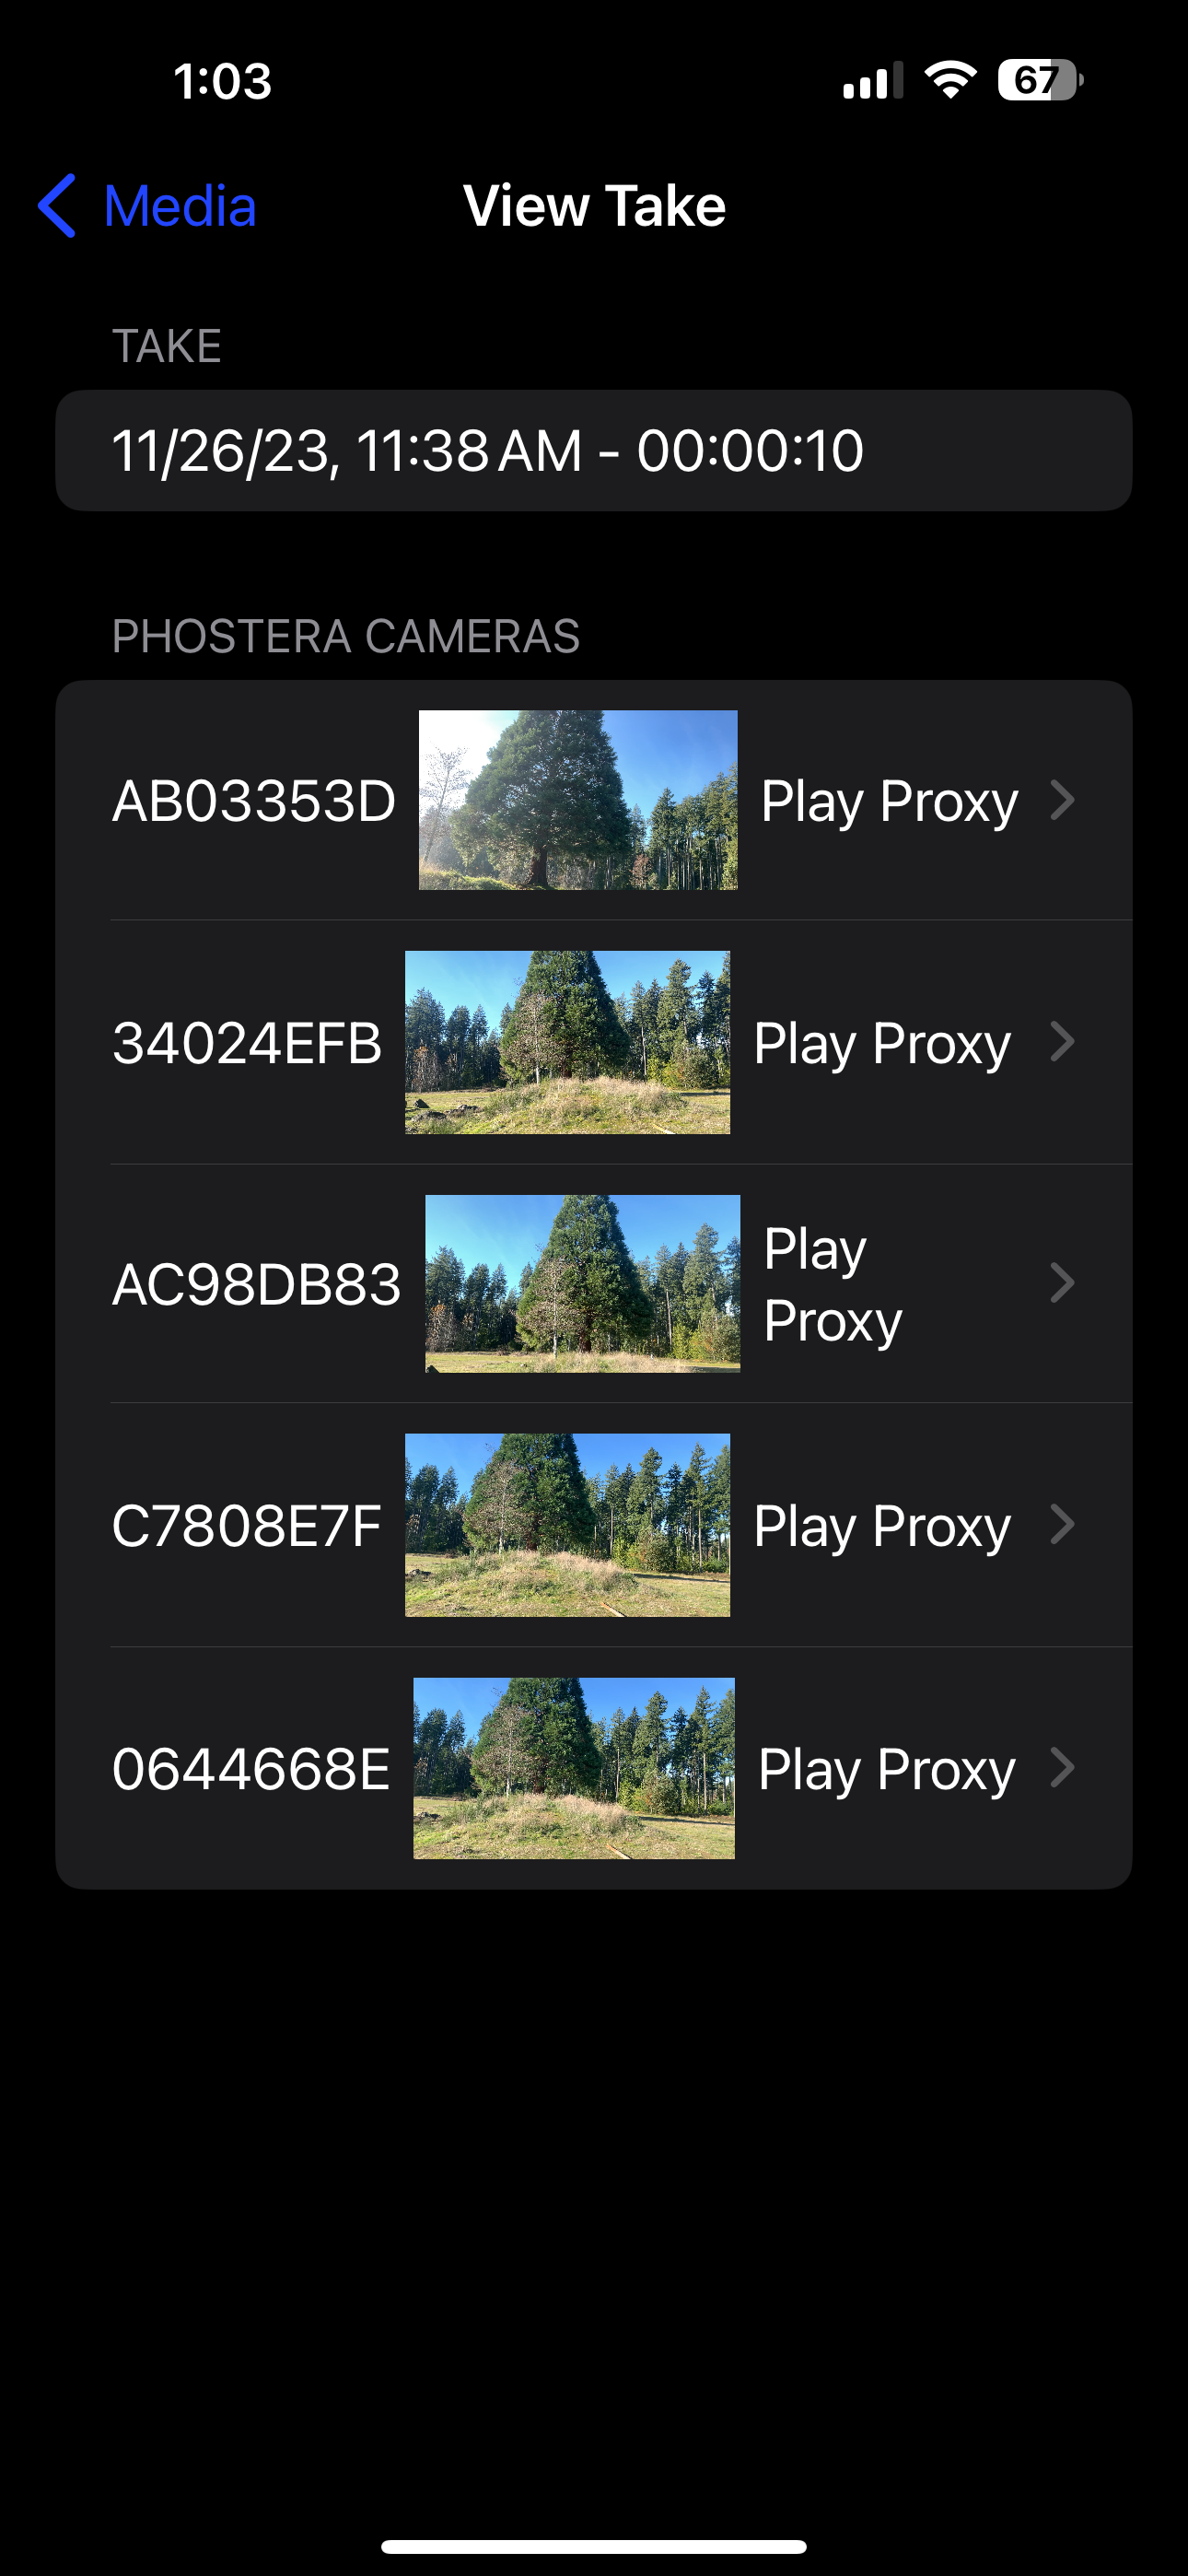 1:03
67
Media
View Take
TAKE
11/26/23, 11:38 AM - 00:00:10
PHOSTERA CAMERAS
AB03353D Play Proxy
34024EFB Play Proxy
AC98DB83 Play
Proxy
C7808E7F Play Proxy
0644668E Play Proxy